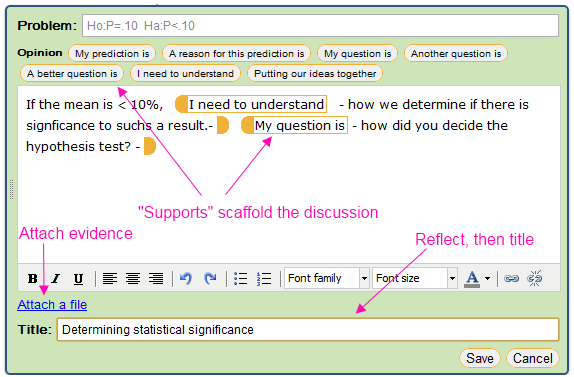 Problem: Ho:P=.10 Ha:P<.10
Opinion My prediction is A reason for this prediction is My question is Another question is
A better question is I need to understand Putting our ideas together
If the mean is < 10%, I need to understand - how we determine if there is
signficance to suchs a result.- My question is - how did you decide the
hypothesis test? -
"Supports" scaffold the discussion
Attach evidence
Reflect, then title
B I U Font family Font size A
Attach a file
Title: Determining statistical significance
Save Cancel